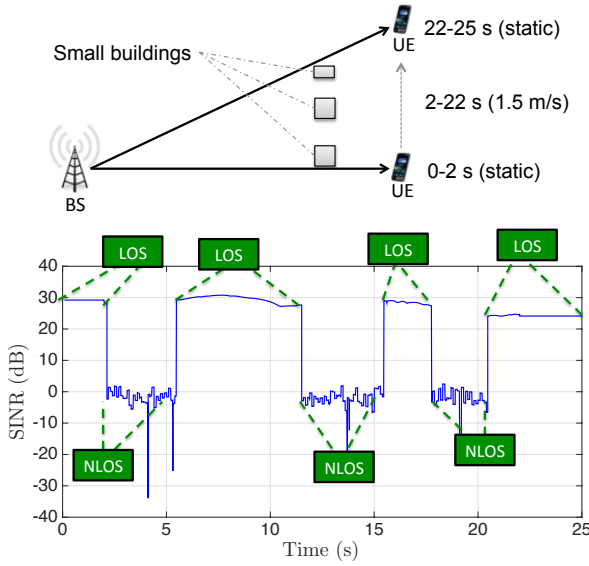 22-25 s (static)
UE
Small buildings
2-22 s (1.5 m/s)
0-2 s (static)
UE
BS
LOS
LOS
LOS
LOS
40
30
20
10
0
-10
-20
-30
-40
SINR (dB)
NLOS
NLOS
NLOS
0
5
10
15
20
25
Time (s)